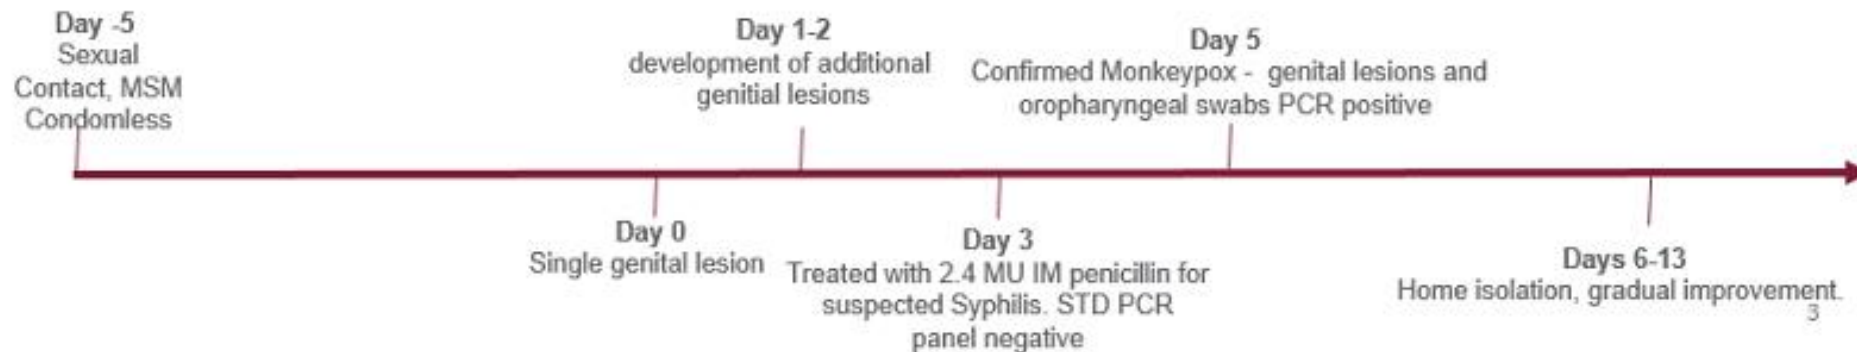 Day -5
Sexual
Contact, MSM
Condomless
Day 0
Single genital lesion
Day 1-2
development of additional
genitial lesions
Day 3
Treated with 2.4 MU IM penicillin for
suspected Syphilis. STD PCR
panel negative
Day 5
Confirmed Monkeypox - genital lesions and
oropharyngeal swabs PCR positive
Days 6-13
Home isolation, gradual improvement.
3